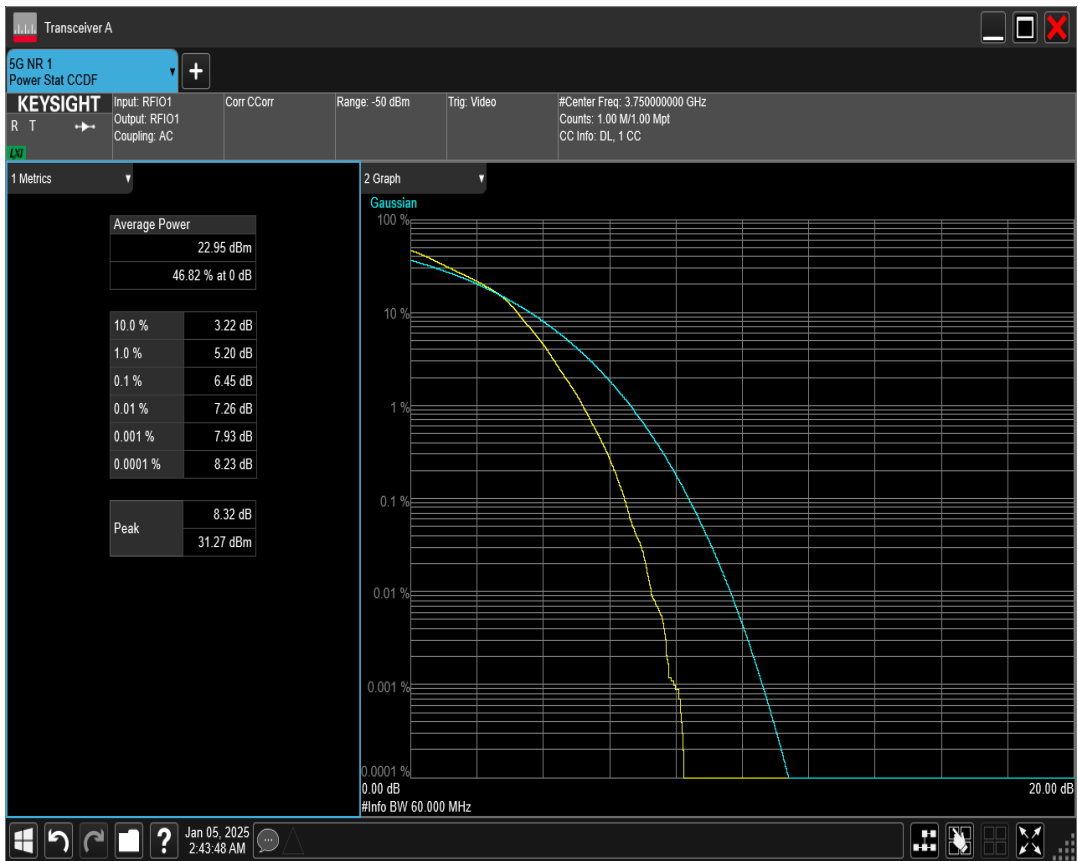 Transceiver A
5G NR 1
Power Stat CCDF
KEYSIGHT
R T
LXI
Input: RFIO1
Output: RFIO1
Coupling: AC
Corr CCorr
Range: -50 dBm
Trig: Video
#Center Freq: 3.750000000 GHz
Counts: 1.00 M/1.00 Mpt
CC Info: DL, 1 CC
1 Metrics
Average Power
22.95 dBm
46.82 % at 0 dB
10.0 % 3.22 dB
1.0 % 5.20 dB
0.1 % 6.45 dB
0.01 % 7.26 dB
0.001 % 7.93 dB
0.0001 % 8.23 dB
Peak
8.32 dB
31.27 dBm
2 Graph
Gaussian
100 %
10 %
1 %
0.1 %
0.01 %
0.001 %
0.0001 %
0.00 dB 20.00 dB
#Info BW 60.000 MHz
?
Jan 05, 2025
2:43:48 AM